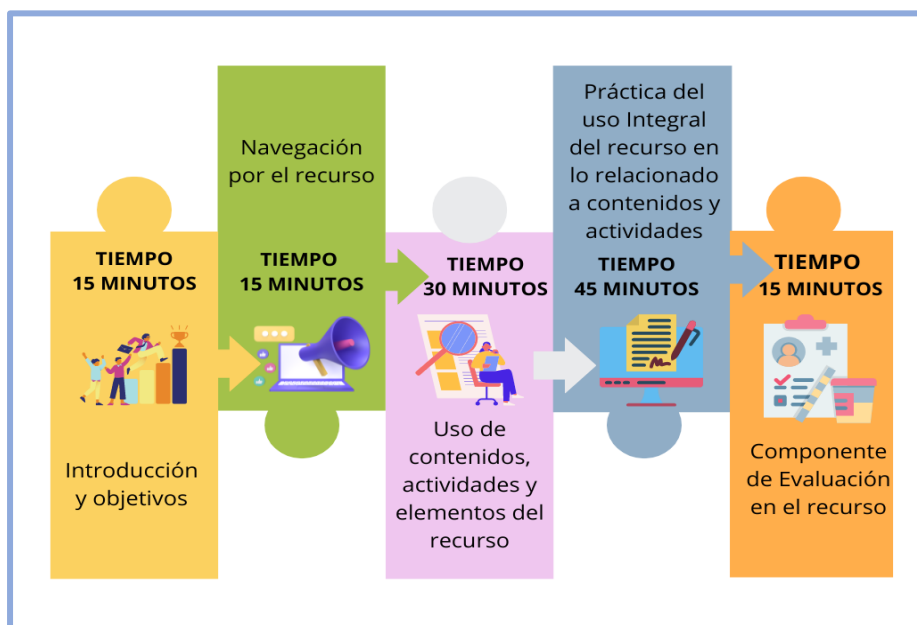 TIEMPO
15 MINUTOS
Introducción
y objetivos
Navegación
por el recurso
TIEMPO
15 MINUTOS
TIEMPO
30 MINUTOS
Uso de
contenidos,
actividades y
elementos del
recurso
Práctica del
uso Integral
del recurso en
lo relacionado
a contenidos y
actividades
TIEMPO
45 MINUTOS
TIEMPO
15 MINUTOS
Componente
de Evaluación
en el recurso